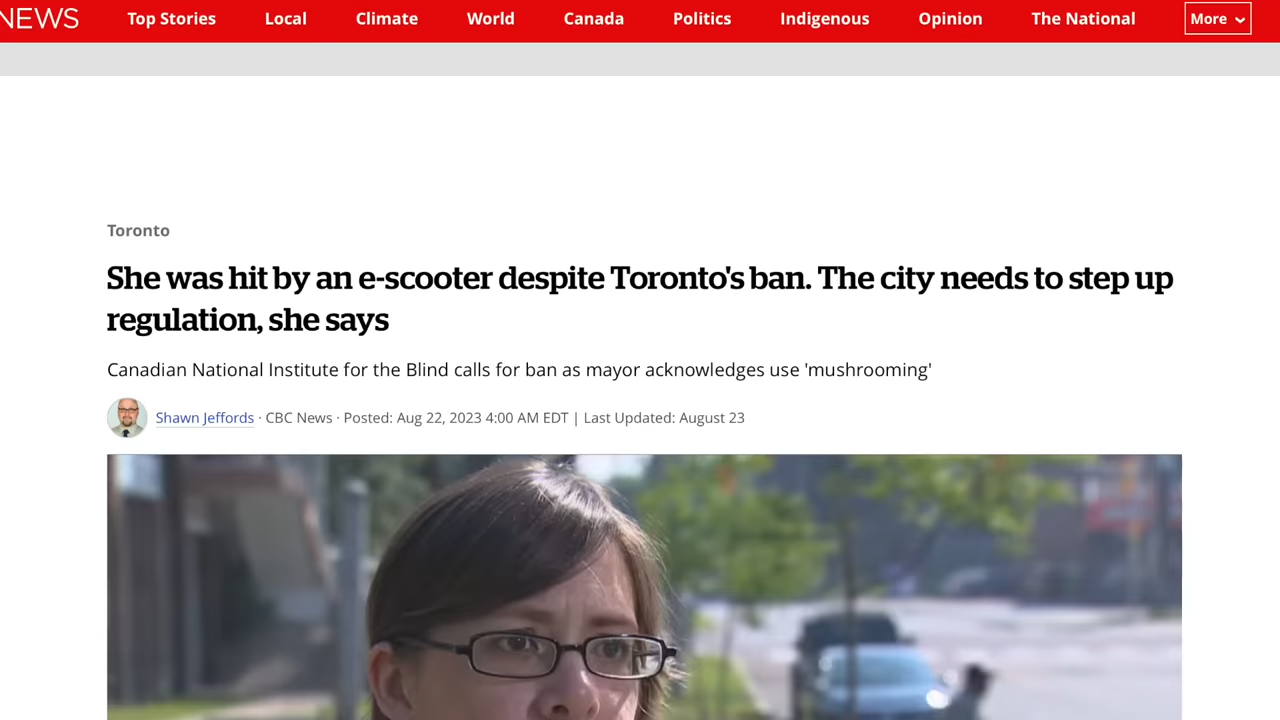 NEWS Top Stories Local Climate World Canada Politics Indigenous Opinion The National More
Toronto
She was hit by an e-scooter despite Toronto's ban. The city needs to step up
regulation, she says
Canadian National Institute for the Blind calls for ban as mayor acknowledges use 'mushrooming'
Shawn Jeffords · CBC News · Posted: Aug 22, 2023 4:00 AM EDT | Last Updated: August 23